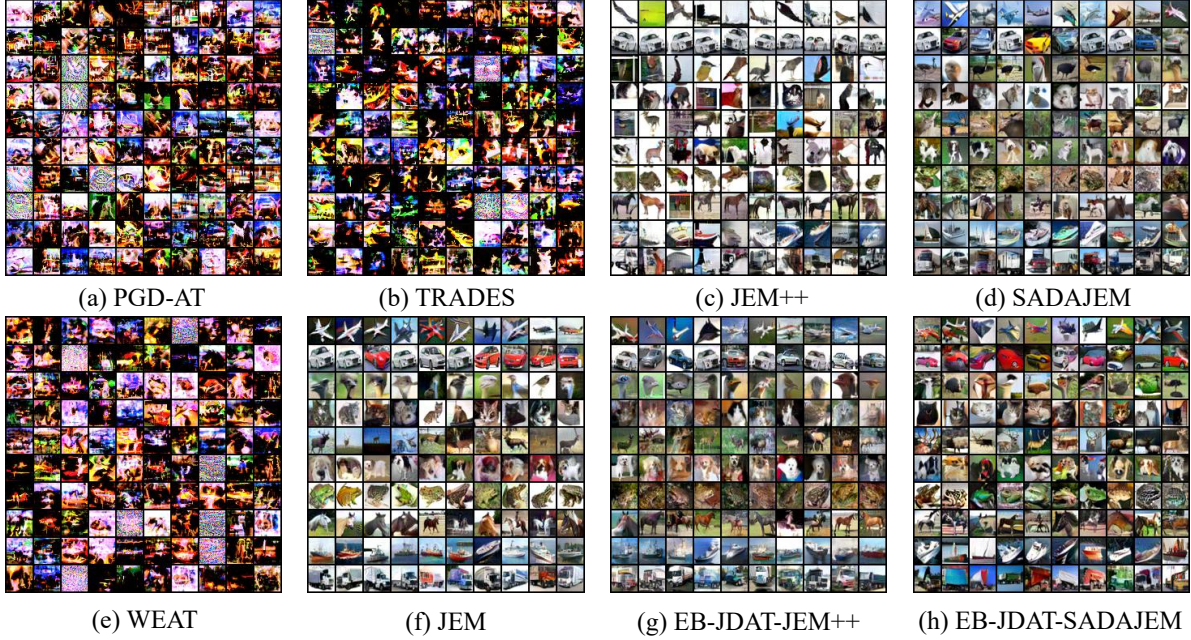 (a) PGD-AT
(b) TRADES
(c) JEM++
(d) SADAJEM
(e) WEAT
(f) JEM
(g) EB-JDAT-JEM++
(h) EB-JDAT-SADAJEM